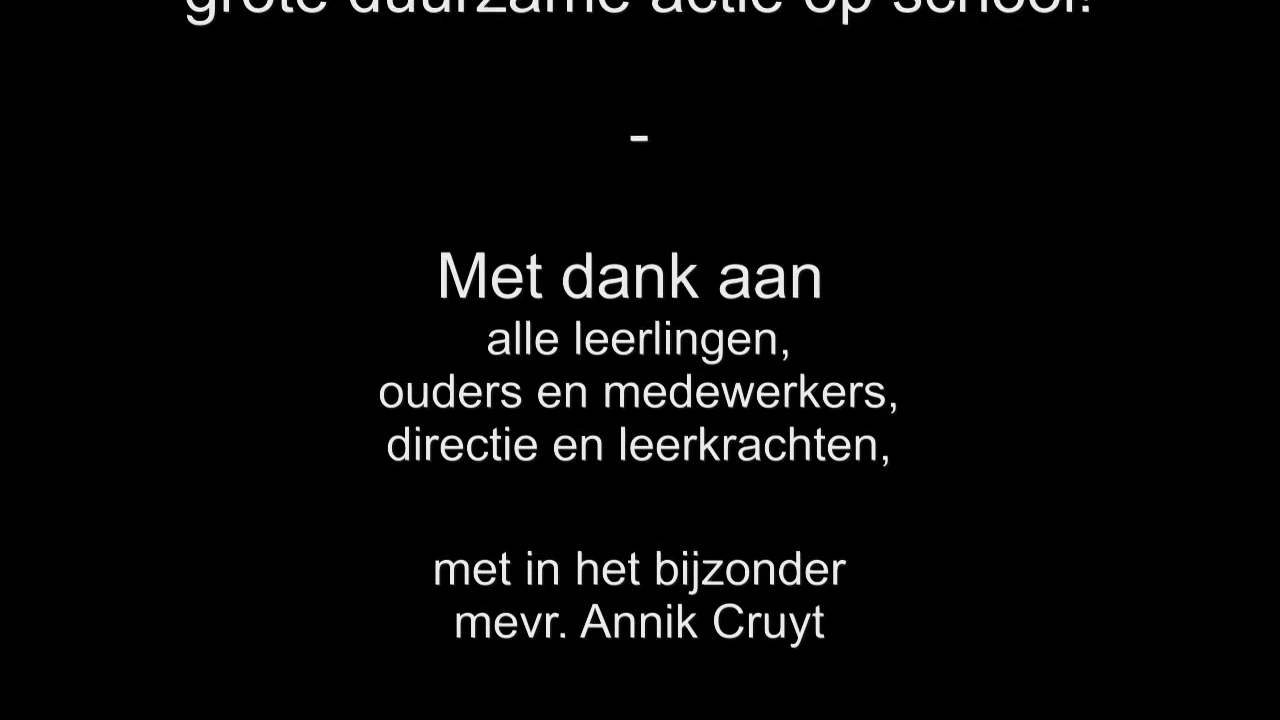 grote duurzame actie op school!
-
Met dank aan
alle leerlingen,
ouders en medewerkers,
directie en leerkrachten,
met in het bijzonder
mevr. Annik Cruyt